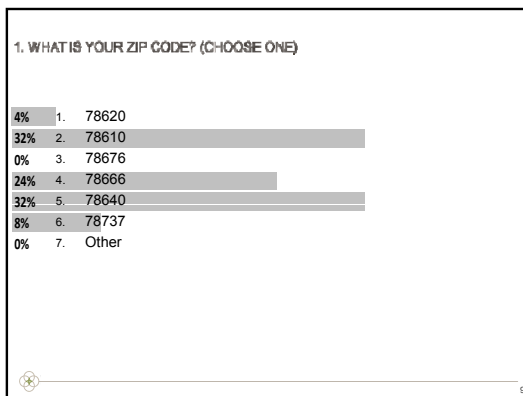 1. WHAT IS YOUR ZIP CODE? (CHOOSE ONE)
4% 1. 78620
32% 2. 78610
0% 3. 78676
24% 4. 78666
32% 5. 78640
8% 6. 78737
0% 7. Other
9